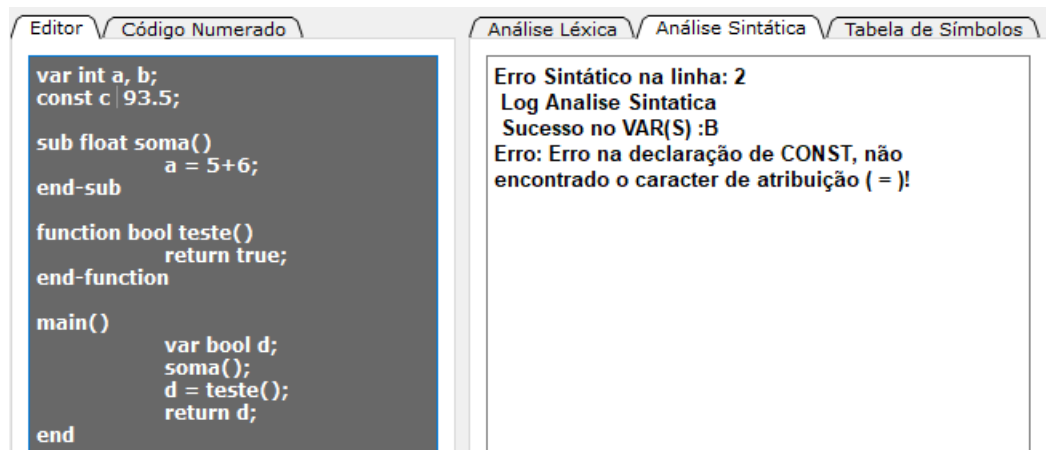 Editor
Código Numerado
Análise Léxica
Análise Sintática
Tabela de Símbolos
var int a, b;
const c 93.5;
sub float soma()
a = 5+6;
end-sub
function bool teste()
return true;
end-function
main()
var bool d;
soma();
d = teste();
return d;
end
Erro Sintático na linha: 2
Log Analise Sintatica
Sucesso no VAR(S) :B
Erro: Erro na declaração de CONST, não
encontrado o caracter de atribuição ( = )!